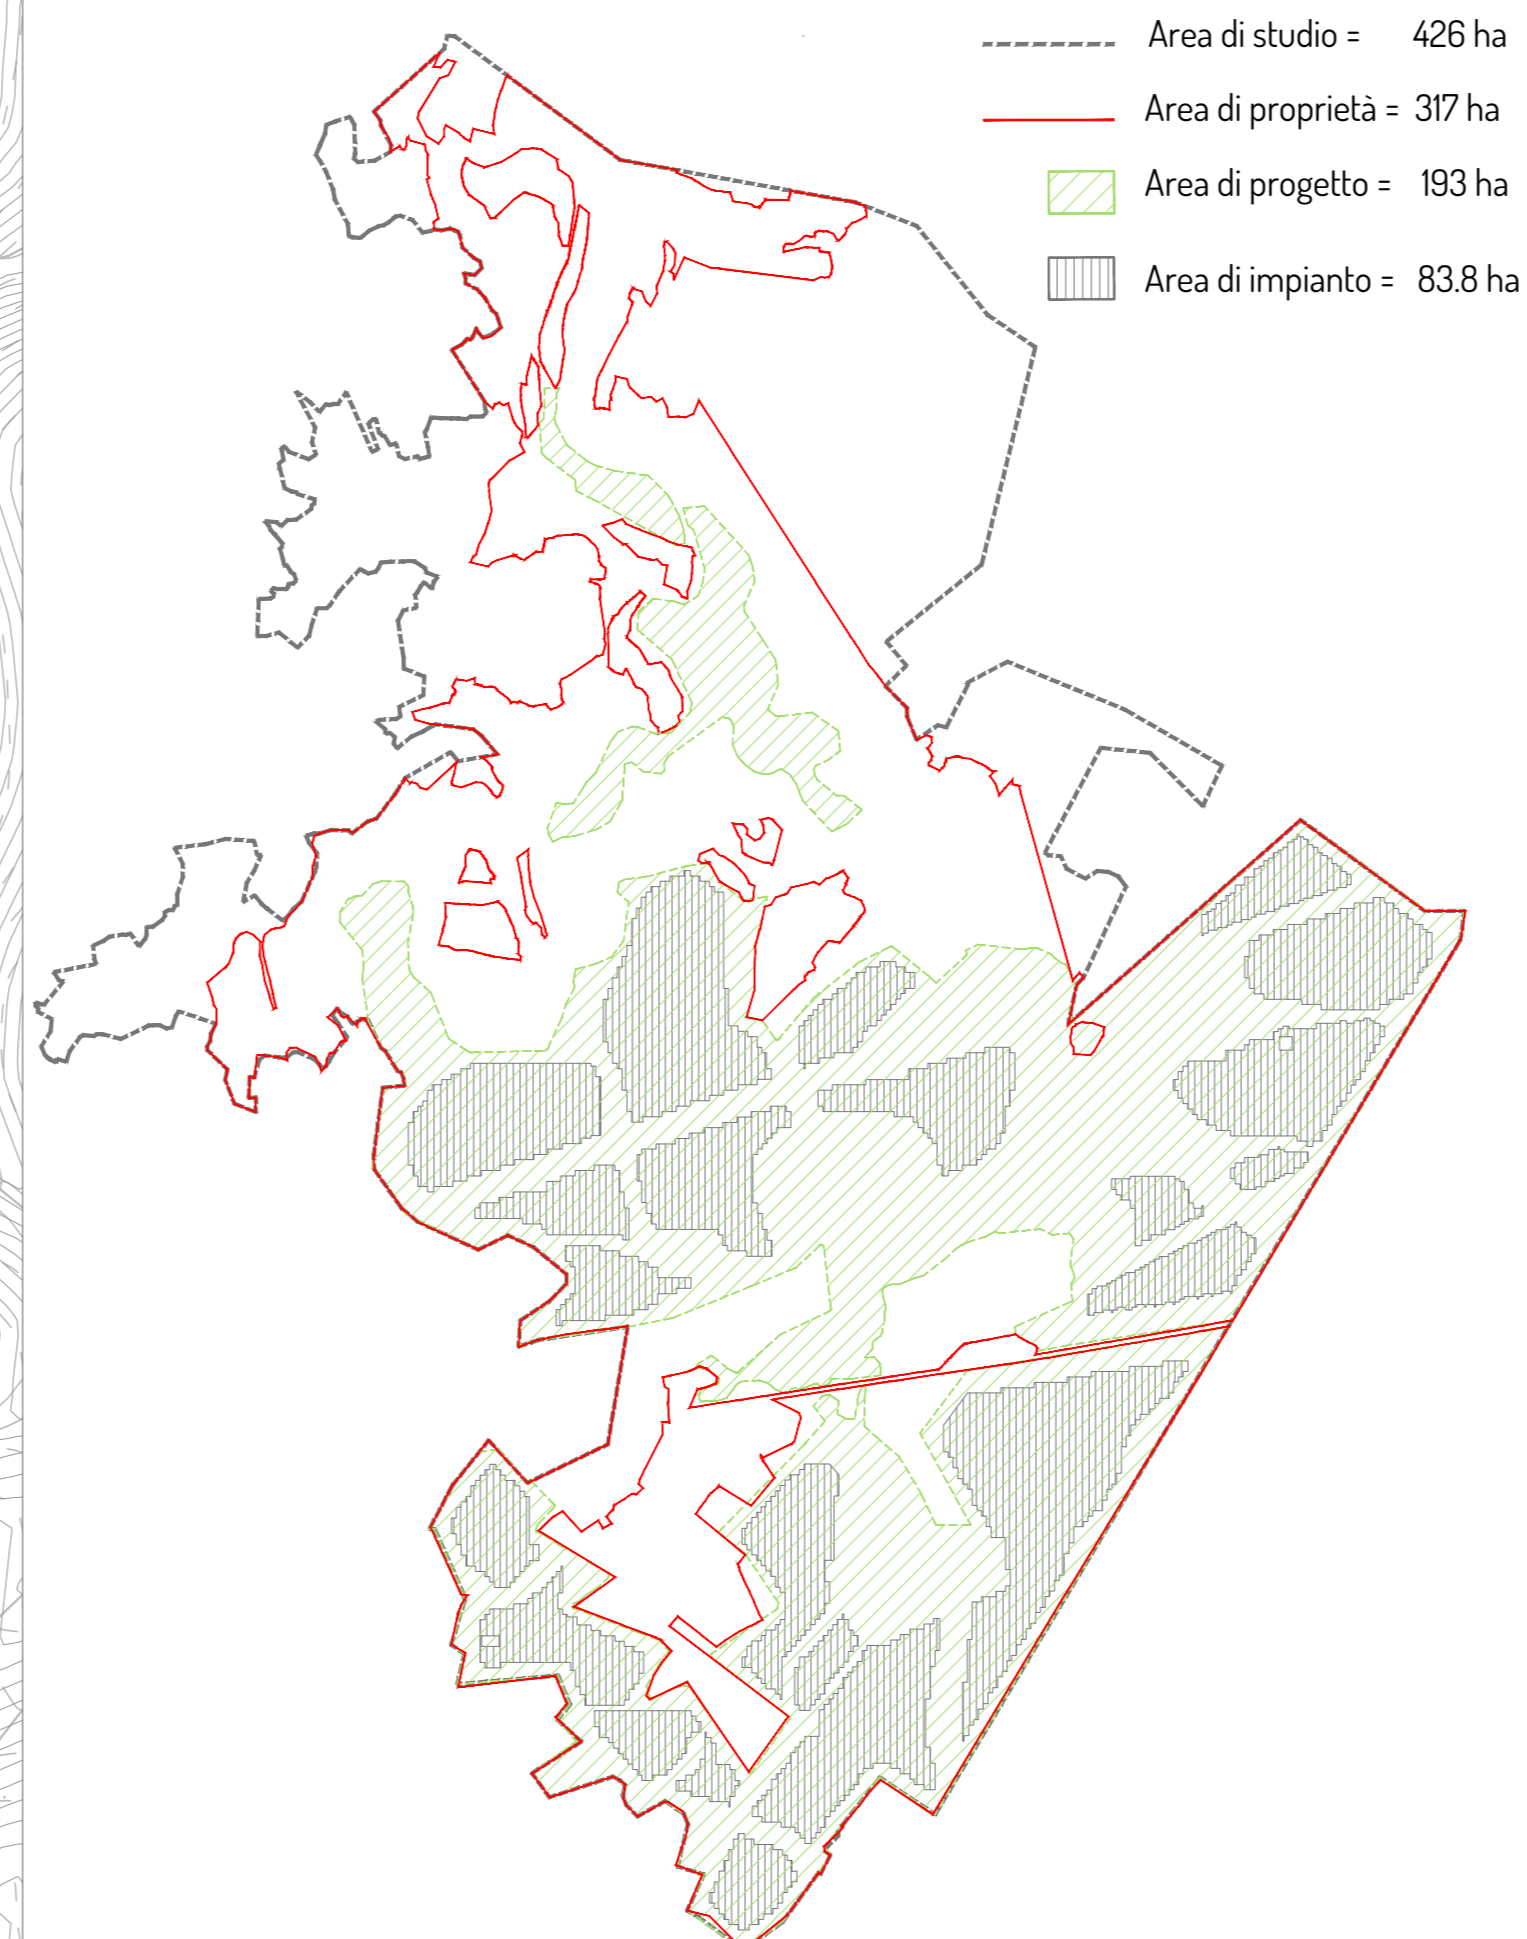 Area di studio = 426 ha
Area di proprietà = 317 ha
Area di progetto = 193 ha
Area di impianto = 83.8 ha